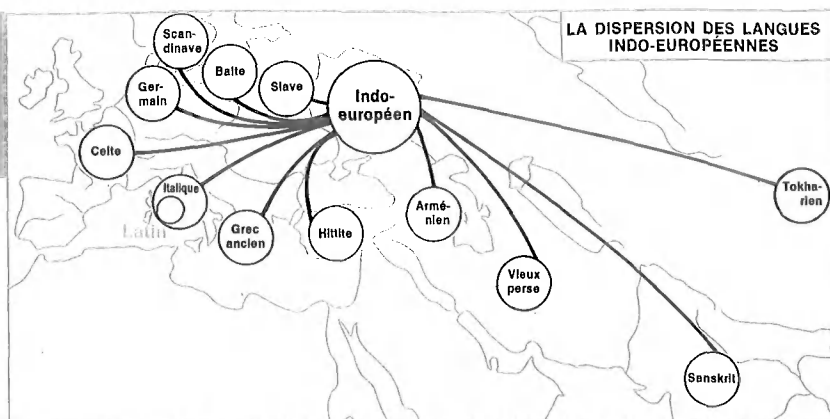 LA DISPERSION DES LANGUES
INDO-EUROPÉENNES
Scan-
dinave
Balte
Slave
Ger-
main
Indo-
européen
Celte
Italique
Latin
Grec
ancien
Hittite
Armé-
nien
Vieux
perse
Tokha-
rien
Sanskrit